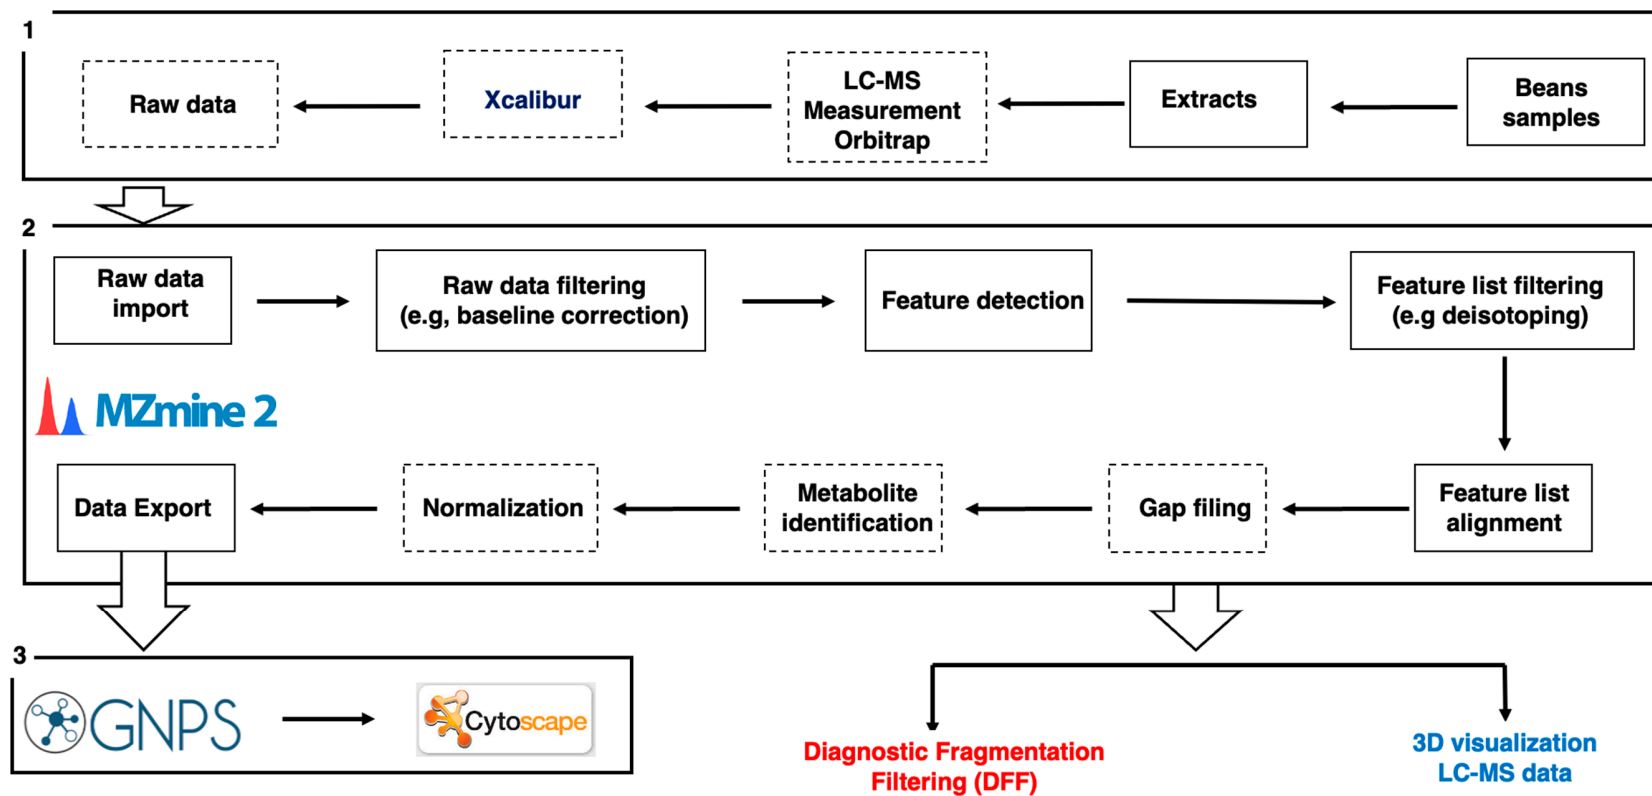 1
Raw data
Xcalibur
LC-MS
Measurement
Orbitrap
Extracts
Beans
samples
2
Raw data
import
Raw data filtering
(e.g, baseline correction)
Feature detection
Feature list filtering
(e.g deisotoping)
MZmine 2
Data Export
Normalization
Metabolite
identification
Gap filing
Feature list
alignment
3
GNPS
Cytoscape
Diagnostic Fragmentation
Filtering (DFF)
3D visualization
LC-MS data